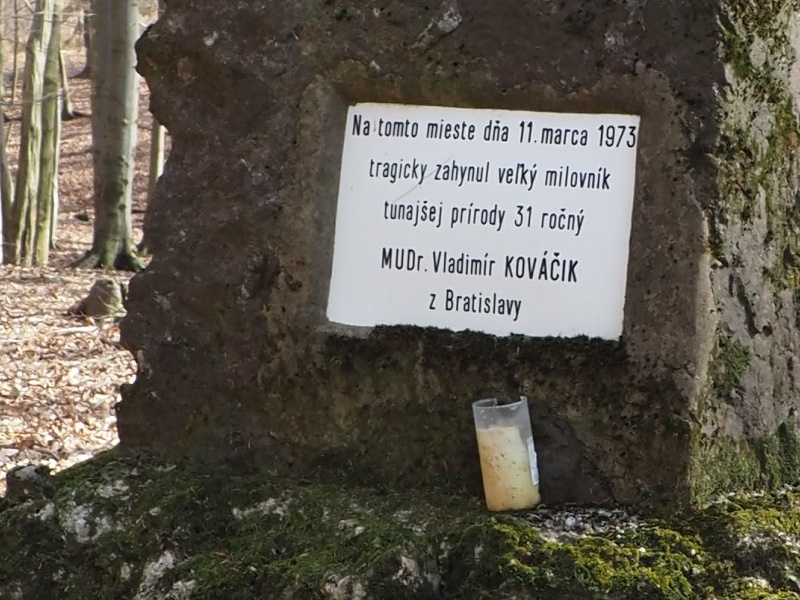 Na tomto mieste dňa 11. marca 1973
tragicky zahynul veľký milovník
tunajšej prírody 31 ročný
MUDr. Vladimír KOVÁČIK
z Bratislavy